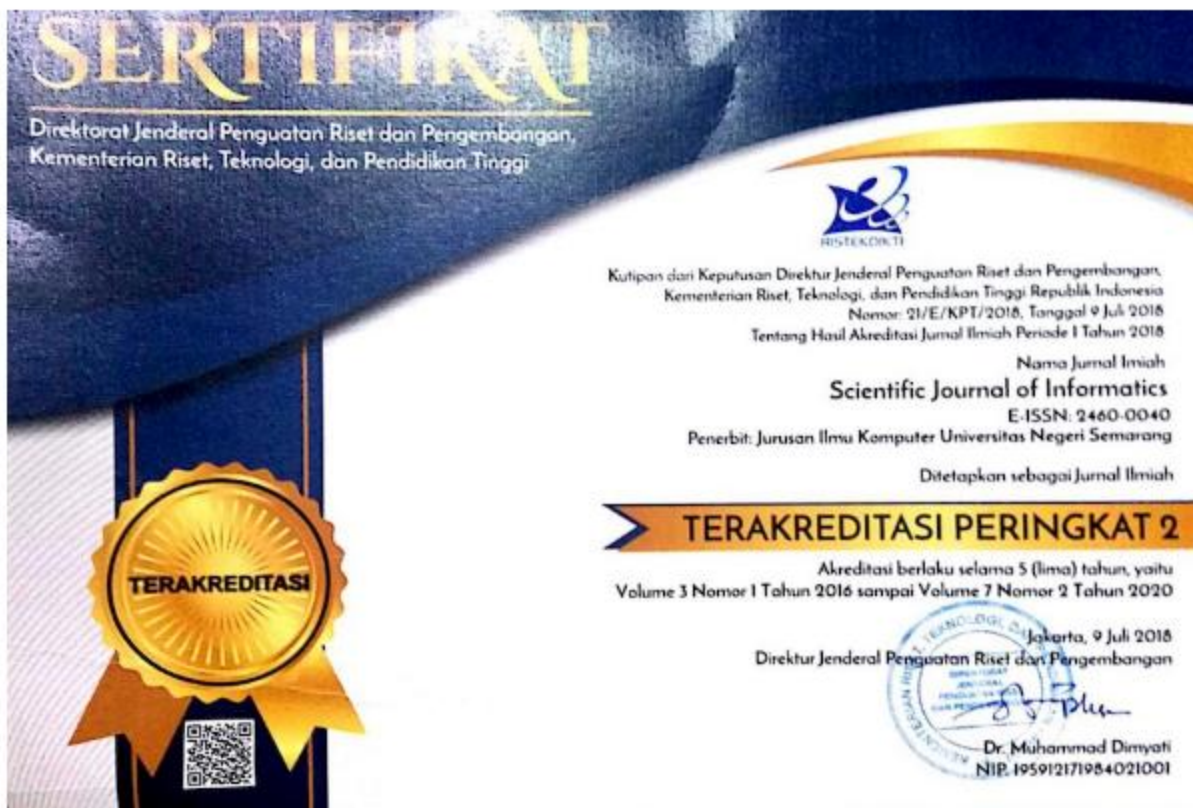 SERTIFIKAT
Direktorat Jenderal Penguatan Riset dan Pengembangan,
Kementerian Riset, Teknologi, dan Pendidikan Tinggi
RISTEKDIKTI
Kutipan dari Keputusan Direktur Jenderal Penguatan Riset dan Pengembangan,
Kementerian Riset, Teknologi, dan Pendidikan Tinggi Republik Indonesia
Nomor: 21/E/KPT/2018, Tanggal 9 Juli 2018
Tentang Hasil Akreditasi Jurnal Ilmiah Periode I Tahun 2018
Nama Jurnal Imiah
Scientific Journal of Informatics
E-ISSN: 2460-0040
Penerbit: Jurusan Ilmu Komputer Universitas Negeri Semarang
Ditetapkan sebagai Jurnal Ilmiah
TERAKREDITASI PERINGKAT 2
TERAKREDITASI
Akreditasi berlaku selama 5 (lima) tahun, yaitu
Volume 3 Nomor 1 Tahun 2016 sampai Volume 7 Nomor 2 Tahun 2020
Jakarta, 9 Juli 2018
Direktur Jenderal Penguatan Riset dan Pengembangan
Dr. Muhammad Dimyati
NIP. 195912171984021001